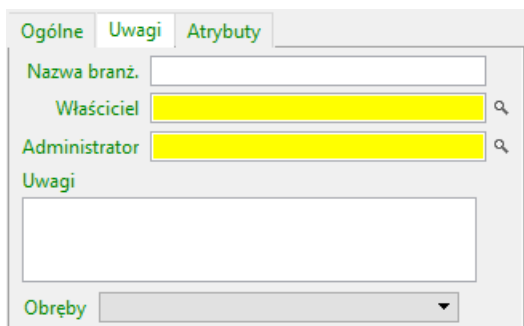 Ogólne Uwagi Atrybuty
Nazwa branż.
Właściciel
Administrator
Uwagi
Obręby